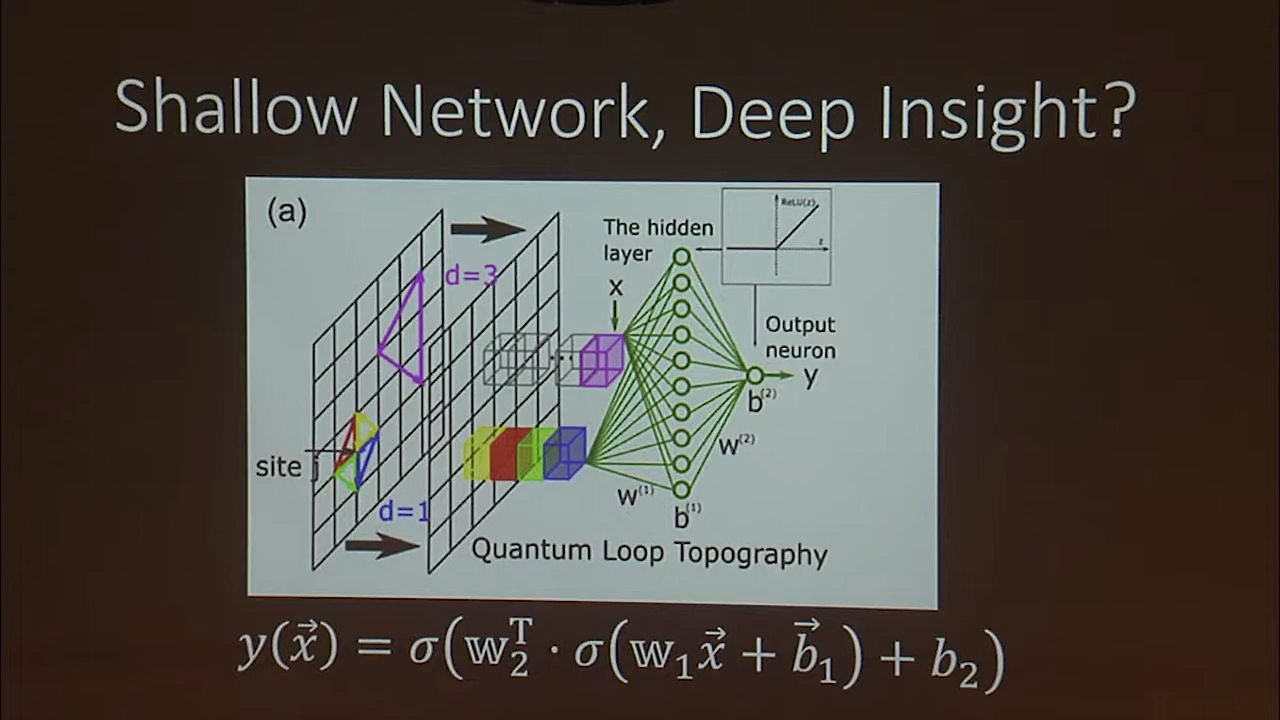 Shallow Network, Deep Insight?
(a)
d=3
The hidden
layer
x
ReLU(z)
z
Output
neuron
y
b(2)
w(2)
site j
d=1
w(1)
b(1)
Quantum Loop Topography
y(x⃗) = σ(w₂ᵀ · σ(w₁x⃗ + b⃗₁) + b₂)